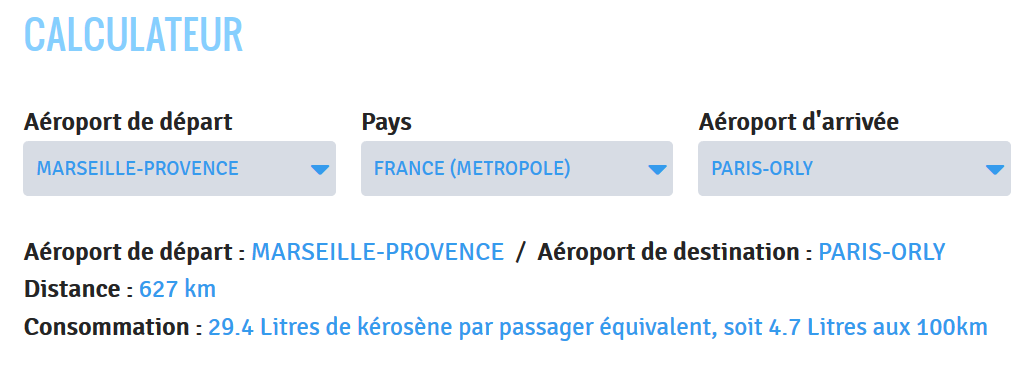 CALCULATEUR
Aéroport de départ
Pays
Aéroport d'arrivée
MARSEILLE-PROVENCE
FRANCE (METROPOLE)
PARIS-ORLY
Aéroport de départ : MARSEILLE-PROVENCE / Aéroport de destination : PARIS-ORLY
Distance : 627 km
Consommation : 29.4 Litres de kérosène par passager équivalent, soit 4.7 Litres aux 100km